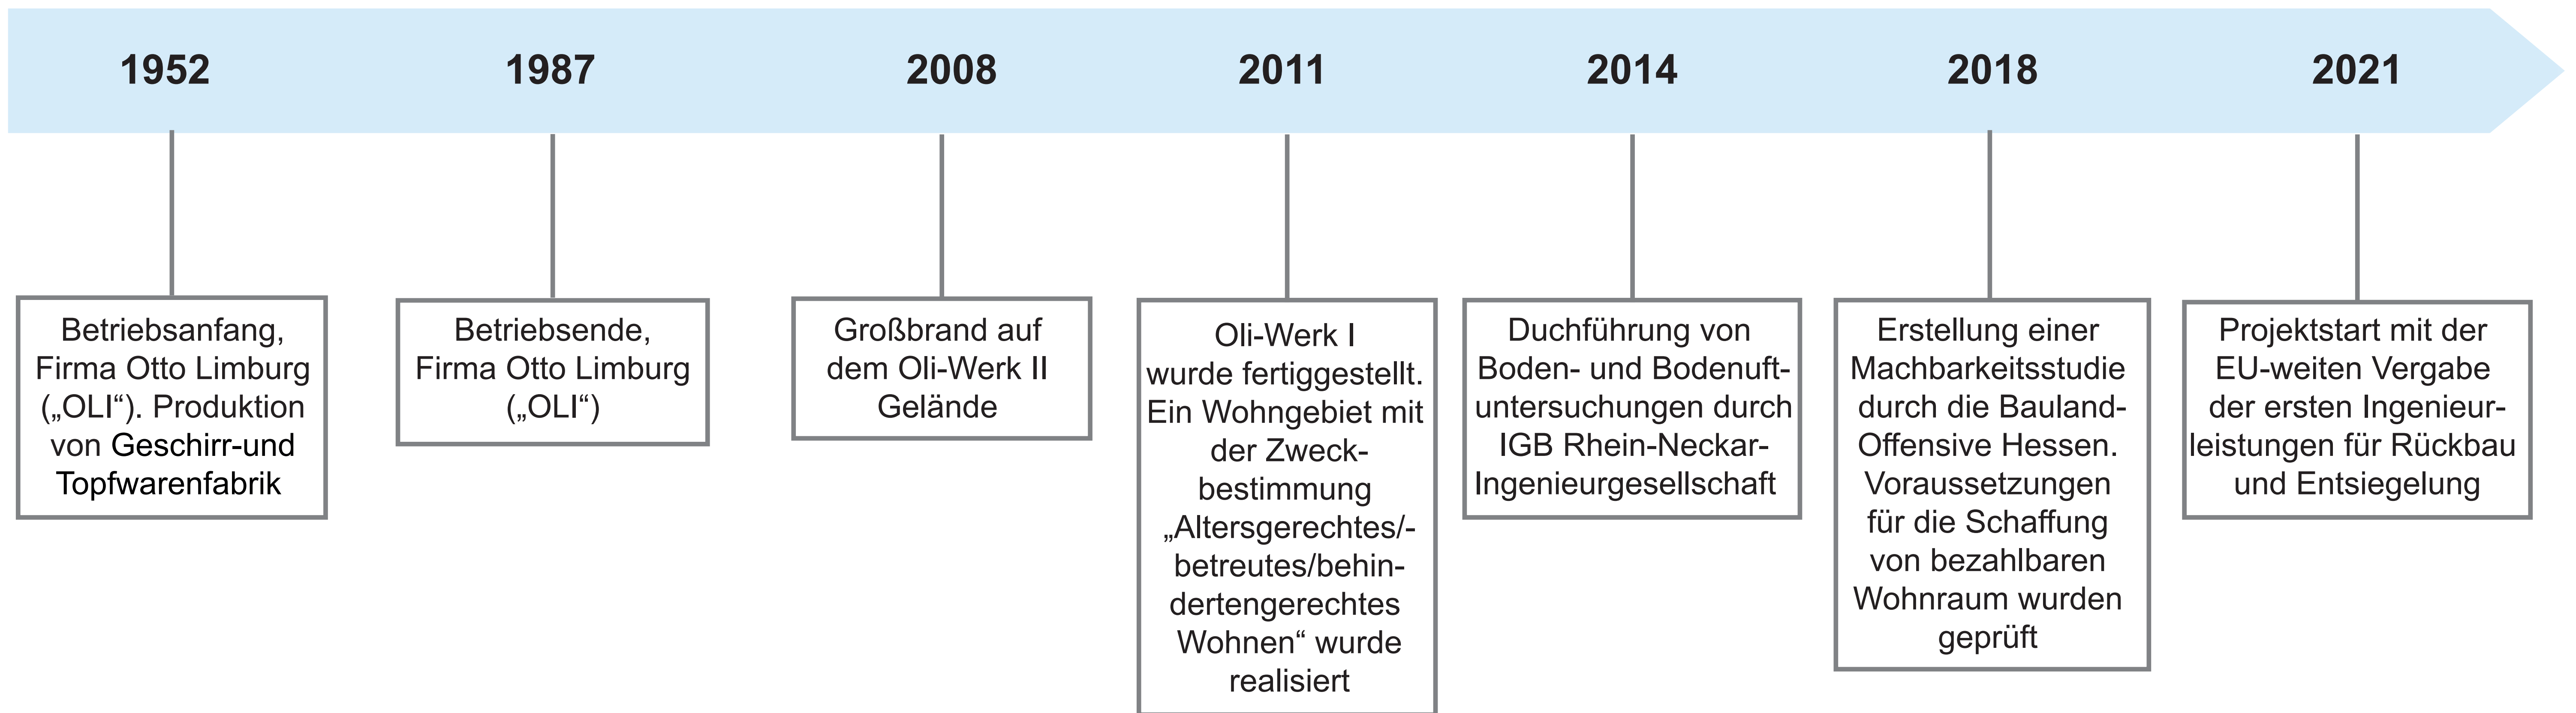 1952
1987
2008
2011
2014
2018
2021
Betriebsanfang,
Firma Otto Limburg
(„OLI“). Produktion
von Geschirr-und
Topfwarenfabrik
Betriebsende,
Firma Otto Limburg
(„OLI“)
Großbrand auf
dem Oli-Werk II
Gelände
Oli-Werk I
wurde fertiggestellt.
Ein Wohngebiet mit
der Zweck-
bestimmung
„Altersgerechtes/-
betreutes/behin-
dertengerechtes
Wohnen“ wurde
realisiert
Duchführung von
Boden- und Bodenuft-
untersuchungen durch
IGB Rhein-Neckar-
Ingenieurgesellschaft
Erstellung einer
Machbarkeitsstudie
durch die Bauland-
Offensive Hessen.
Voraussetzungen
für die Schaffung
von bezahlbaren
Wohnraum wurden
geprüft
Projektstart mit der
EU-weiten Vergabe
der ersten Ingenieur-
leistungen für Rückbau
und Entsiegelung